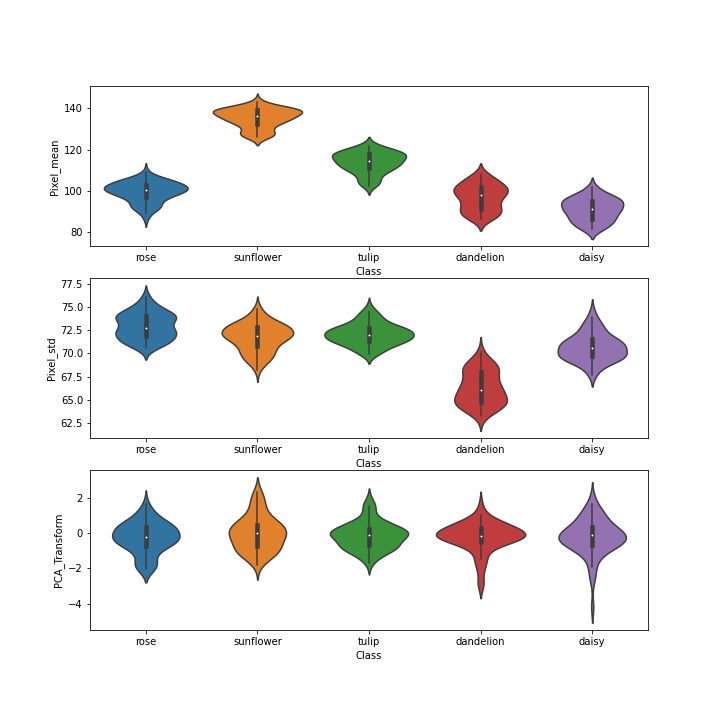 140
120
100
80
Pixel_mean
rose sunflower tulip dandelion daisy
Class
77.5
75.0
72.5
70.0
67.5
65.0
62.5
Pixel_std
rose sunflower tulip dandelion daisy
Class
2
0
−2
−4
PCA_Transform
rose sunflower tulip dandelion daisy
Class